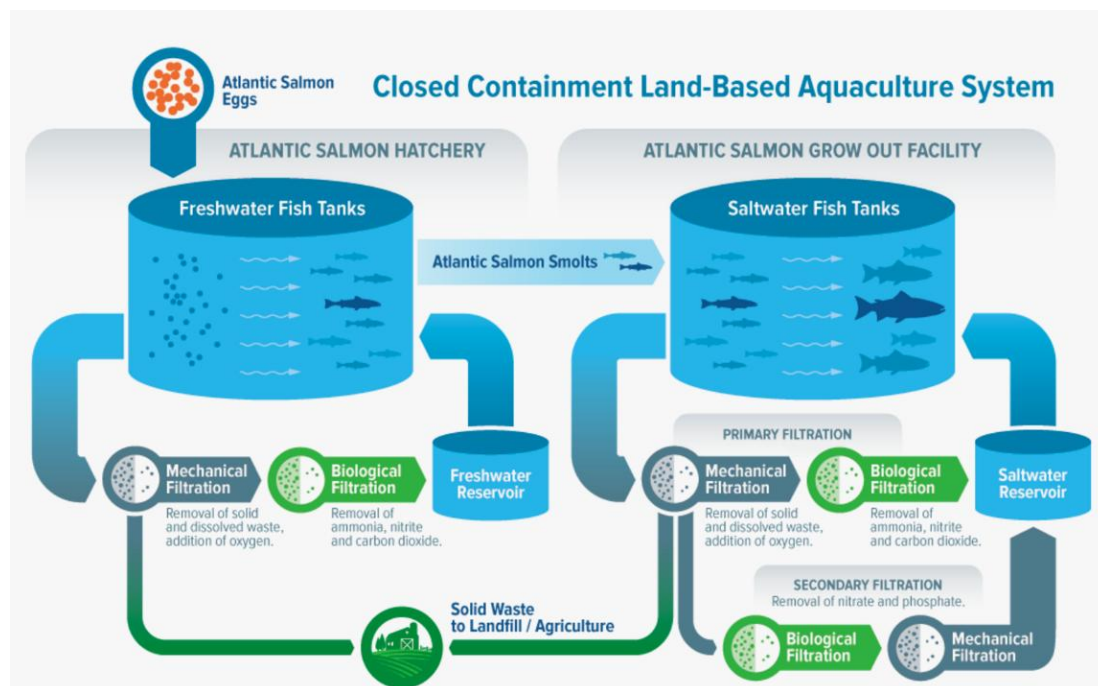 Atlantic Salmon
Eggs
Closed Containment Land-Based Aquaculture System
ATLANTIC SALMON HATCHERY
ATLANTIC SALMON GROW OUT FACILITY
Freshwater Fish Tanks
Saltwater Fish Tanks
Atlantic Salmon Smolts
Mechanical
Filtration
Removal of solid
and dissolved waste,
addition of oxygen.
Biological
Filtration
Removal of
ammonia, nitrite
and carbon dioxide.
Freshwater
Reservoir
PRIMARY FILTRATION
Mechanical
Filtration
Removal of solid
and dissolved waste,
addition of oxygen.
Biological
Filtration
Removal of
ammonia, nitrite
and carbon dioxide.
Saltwater
Reservoir
SECONDARY FILTRATION
Removal of nitrate and phosphate.
Solid Waste
to Landfill / Agriculture
Biological
Filtration
Mechanical
Filtration